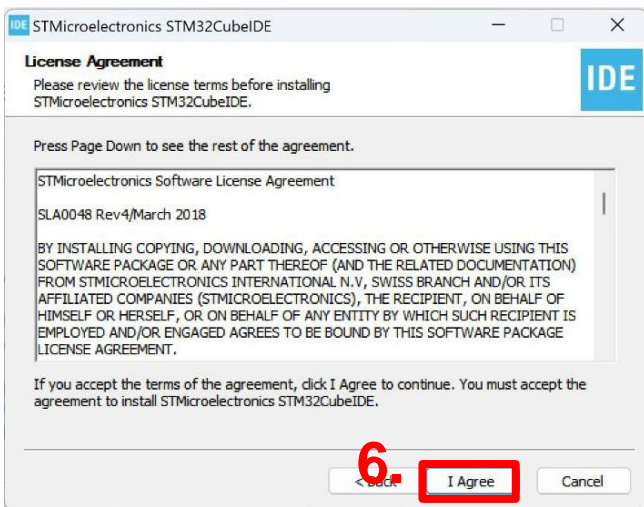 IDE STMicroelectronics STM32CubeIDE
License Agreement
Please review the license terms before installing
STMicroelectronics STM32CubeIDE.
IDE
Press Page Down to see the rest of the agreement.
STMicroelectronics Software License Agreement
SLA0048 Rev4/March 2018
BY INSTALLING COPYING, DOWNLOADING, ACCESSING OR OTHERWISE USING THIS
SOFTWARE PACKAGE OR ANY PART THEREOF (AND THE RELATED DOCUMENTATION)
FROM STMICROELECTRONICS INTERNATIONAL N.V, SWISS BRANCH AND/OR ITS
AFFILIATED COMPANIES (STMICROELECTRONICS), THE RECIPIENT, ON BEHALF OF
HIMSELF OR HERSELF, OR ON BEHALF OF ANY ENTITY BY WHICH SUCH RECIPIENT IS
EMPLOYED AND/OR ENGAGED AGREES TO BE BOUND BY THIS SOFTWARE PACKAGE
LICENSE AGREEMENT.
If you accept the terms of the agreement, click I Agree to continue. You must accept the
agreement to install STMicroelectronics STM32CubeIDE.
6.
I Agree
Cancel